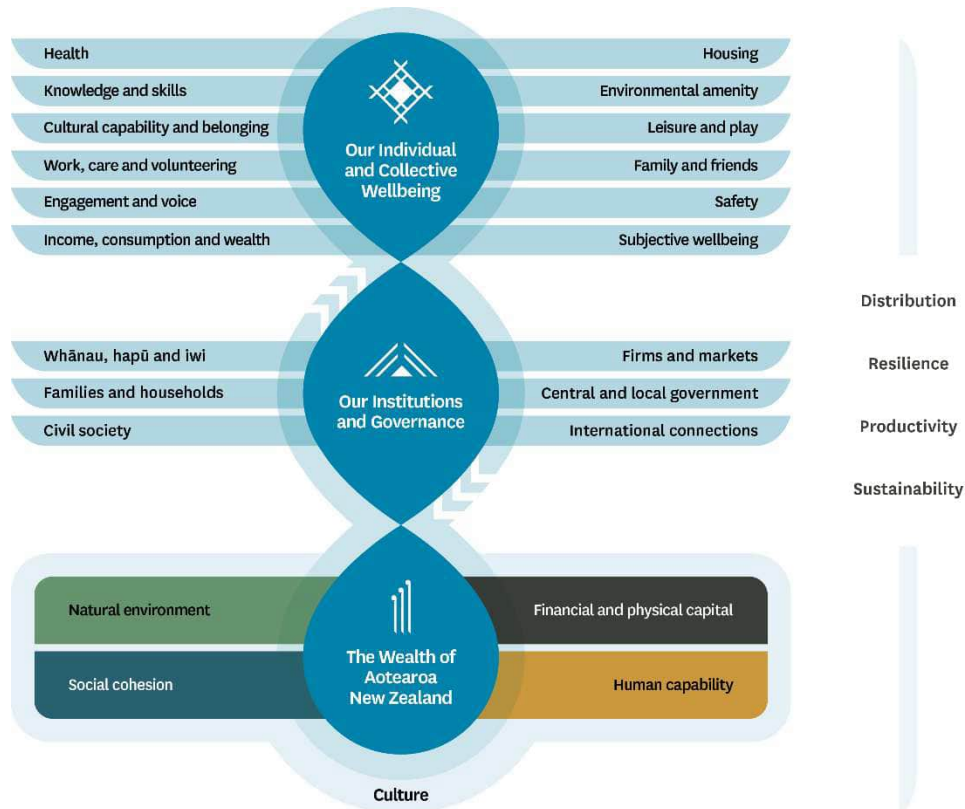 Health
Housing
Knowledge and skills
Environmental amenity
Cultural capability and belonging
Leisure and play
Work, care and volunteering
Family and friends
Engagement and voice
Safety
Income, consumption and wealth
Subjective wellbeing
Our Individual
and Collective
Wellbeing
Whānau, hapū and iwi
Firms and markets
Families and households
Central and local government
Civil society
International connections
Our Institutions
and Governance
Distribution
Resilience
Productivity
Sustainability
Natural environment
Financial and physical capital
Social cohesion
Human capability
The Wealth of
Aotearoa
New Zealand
Culture